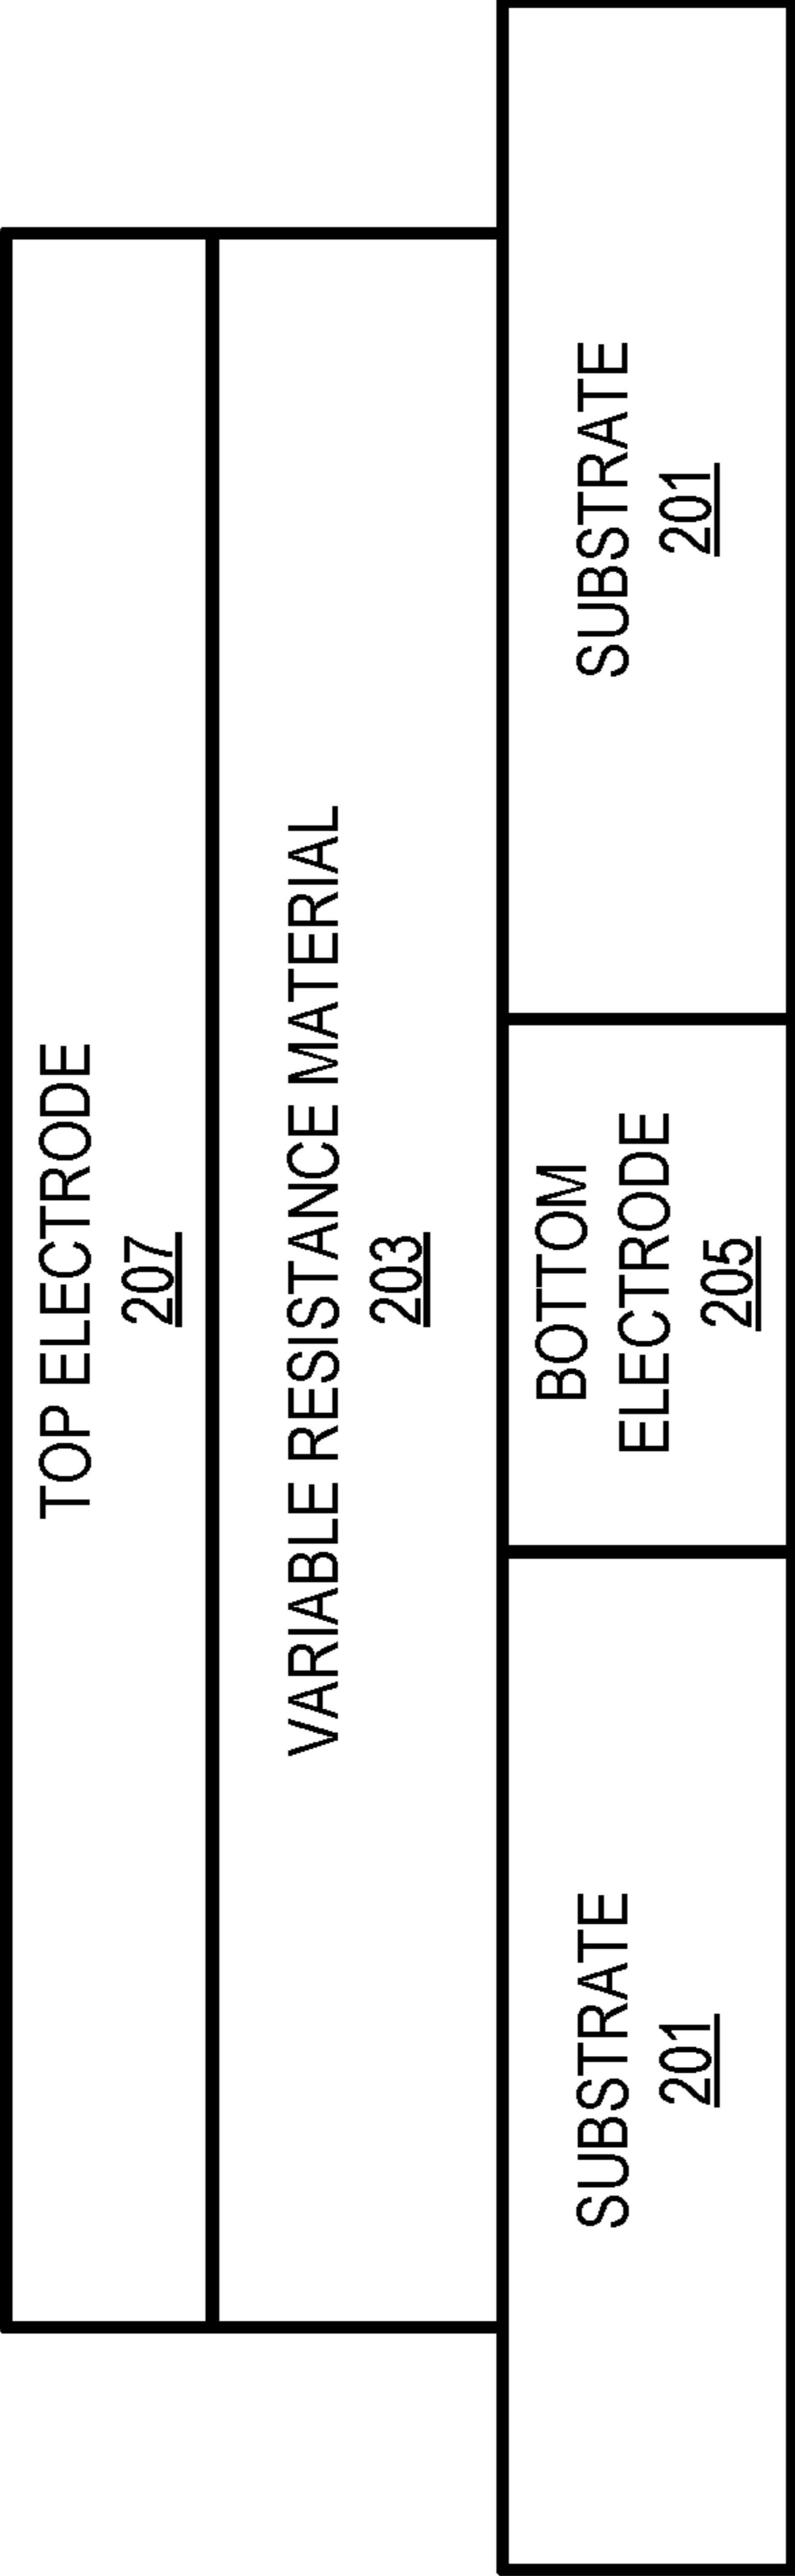 TOP ELECTRODE
207
VARIABLE RESISTANCE MATERIAL
203
SUBSTRATE
201
BOTTOM
ELECTRODE
205
SUBSTRATE
201